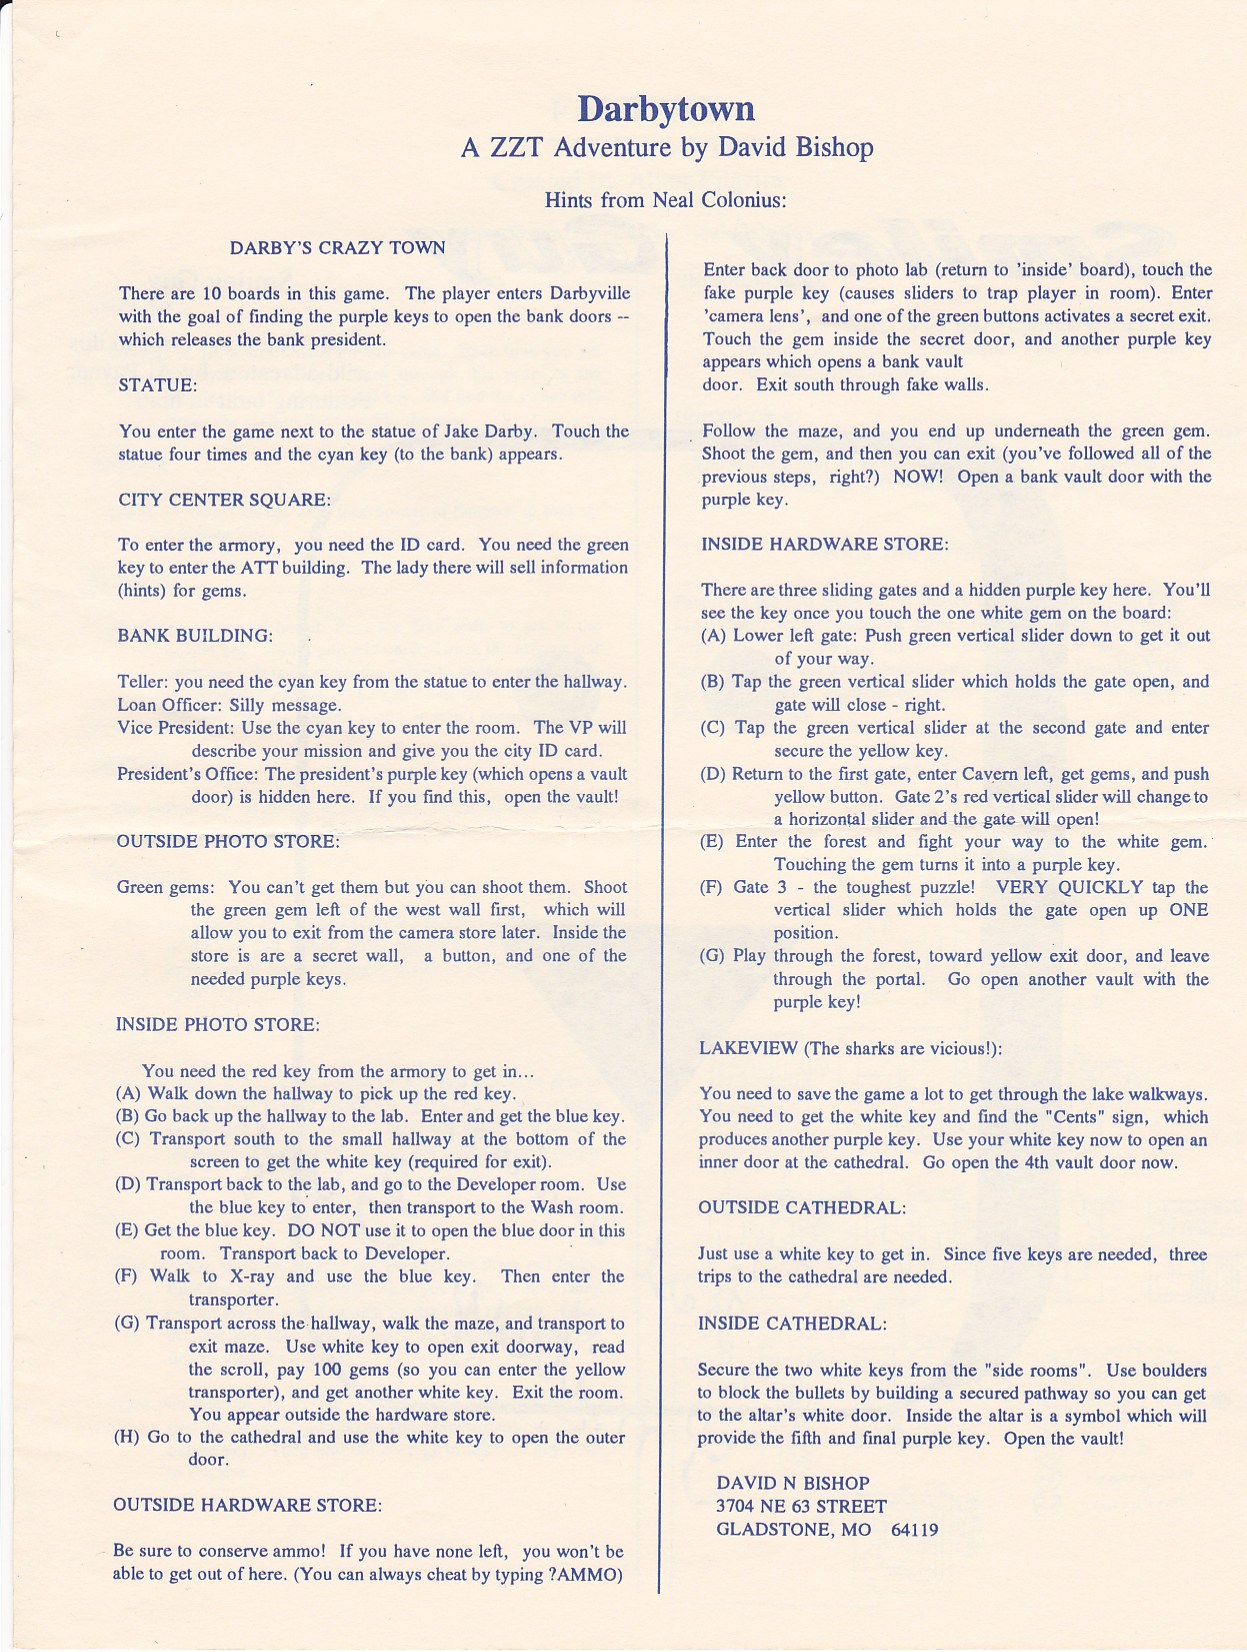 Darbytown
A ZZT Adventure by David Bishop
Hints from Neal Colonius:
DARBY'S CRAZY TOWN
There are 10 boards in this game. The player enters Darbyville
with the goal of finding the purple keys to open the bank doors --
which releases the bank president.
STATUE:
You enter the game next to the statue of Jake Darby. Touch the
statue four times and the cyan key (to the bank) appears.
CITY CENTER SQUARE:
To enter the armory, you need the ID card. You need the green
key to enter the ATT building. The lady there will sell information
(hints) for gems.
BANK BUILDING:
Teller: you need the cyan key from the statue to enter the hallway.
Loan Officer: Silly message.
Vice President: Use the cyan key to enter the room. The VP will
describe your mission and give you the city ID card.
President's Office: The president's purple key (which opens a vault
door) is hidden here. If you find this, open the vault!
OUTSIDE PHOTO STORE:
Green gems: You can't get them but you can shoot them. Shoot
the green gem left of the west wall first, which will
allow you to exit from the camera store later. Inside the
store is are a secret wall, a button, and one of the
needed purple keys.
INSIDE PHOTO STORE:
You need the red key from the armory to get in...
(A) Walk down the hallway to pick up the red key.
(B) Go back up the hallway to the lab. Enter and get the blue key.
(C) Transport south to the small hallway at the bottom of the
screen to get the white key (required for exit).
(D) Transport back to the lab, and go to the Developer room. Use
the blue key to enter, then transport to the Wash room.
(E) Get the blue key. DO NOT use it to open the blue door in this
room. Transport back to Developer.
(F) Walk to X-ray and use the blue key. Then enter the
transporter.
(G) Transport across the hallway, walk the maze, and transport to
exit maze. Use white key to open exit doorway, read
the scroll, pay 100 gems (so you can enter the yellow
transporter), and get another white key. Exit the room.
You appear outside the hardware store.
(H) Go to the cathedral and use the white key to open the outer
door.
OUTSIDE HARDWARE STORE:
Be sure to conserve ammo! If you have none left, you won't be
able to get out of here. (You can always cheat by typing ?AMMO)
Enter back door to photo lab (return to 'inside' board), touch the
fake purple key (causes sliders to trap player in room). Enter
'camera lens', and one of the green buttons activates a secret exit.
Touch the gem inside the secret door, and another purple key
appears which opens a bank vault
door. Exit south through fake walls.
Follow the maze, and you end up underneath the green gem.
Shoot the gem, and then you can exit (you've followed all of the
previous steps, right?) NOW! Open a bank vault door with the
purple key.
INSIDE HARDWARE STORE:
There are three sliding gates and a hidden purple key here. You'll
see the key once you touch the one white gem on the board:
(A) Lower left gate: Push green vertical slider down to get it out
of your way.
(B) Tap the green vertical slider which holds the gate open, and
gate will close - right.
(C) Tap the green vertical slider at the second gate and enter
secure the yellow key.
(D) Return to the first gate, enter Cavern left, get gems, and push
yellow button. Gate 2's red vertical slider will change to
a horizontal slider and the gate will open!
(E) Enter the forest and fight your way to the white gem.
Touching the gem turns it into a purple key.
(F) Gate 3 - the toughest puzzle! VERY QUICKLY tap the
vertical slider which holds the gate open up ONE
position.
(G) Play through the forest, toward yellow exit door, and leave
through the portal. Go open another vault with the
purple key!
LAKEVIEW (The sharks are vicious!):
You need to save the game a lot to get through the lake walkways.
You need to get the white key and find the "Cents" sign, which
produces another purple key. Use your white key now to open an
inner door at the cathedral. Go open the 4th vault door now.
OUTSIDE CATHEDRAL:
Just use a white key to get in. Since five keys are needed, three
trips to the cathedral are needed.
INSIDE CATHEDRAL:
Secure the two white keys from the "side rooms". Use boulders
to block the bullets by building a secured pathway so you can get
to the altar's white door. Inside the altar is a symbol which will
provide the fifth and final purple key. Open the vault!
DAVID N BISHOP
3704 NE 63 STREET
GLADSTONE, MO 64119